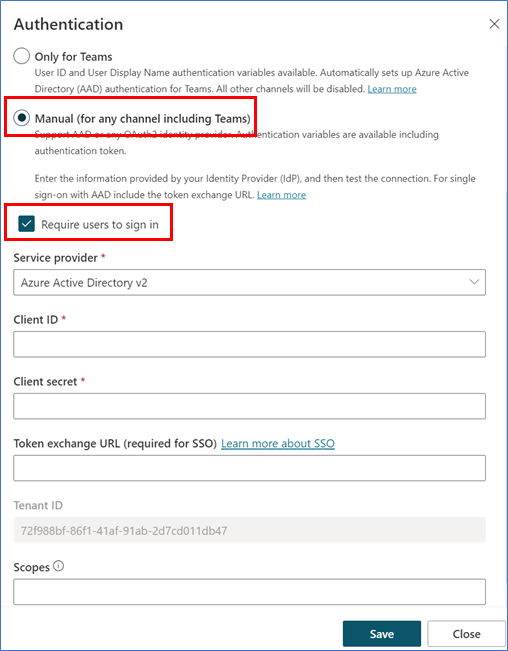 Authentication
Only for Teams
User ID and User Display Name authentication variables available. Automatically sets up Azure Active
Directory (AAD) authentication for Teams. All other channels will be disabled. Learn more
Manual (for any channel including Teams)
Support AAD or any OAuth2 identity provider. Authentication variables are available including
authentication token.
Enter the information provided by your Identity Provider (IdP), and then test the connection. For single
sign-on with AAD include the token exchange URL. Learn more
Require users to sign in
Service provider *
Azure Active Directory v2
Client ID *
Client secret *
Token exchange URL (required for SSO) Learn more about SSO
Tenant ID
72f988bf-86f1-41af-91ab-2d7cd011db47
Scopes
Save
Close